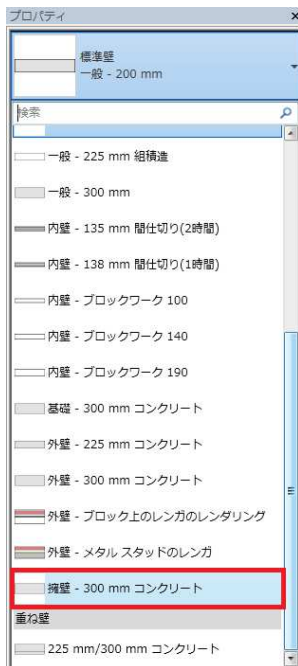 プロパティ
標準壁
一般 - 200 mm
検索
一般 - 225 mm 組積造
一般 - 300 mm
内壁 - 135 mm 間仕切り(2時間)
内壁 - 138 mm 間仕切り(1時間)
内壁 - ブロックワーク 100
内壁 - ブロックワーク 140
内壁 - ブロックワーク 190
基礎 - 300 mm コンクリート
外壁 - 225 mm コンクリート
外壁 - 300 mm コンクリート
外壁 - ブロック上のレンガのレンダリング
外壁 - メタル スタッドのレンガ
擁壁 - 300 mm コンクリート
重ね壁
225 mm/300 mm コンクリート